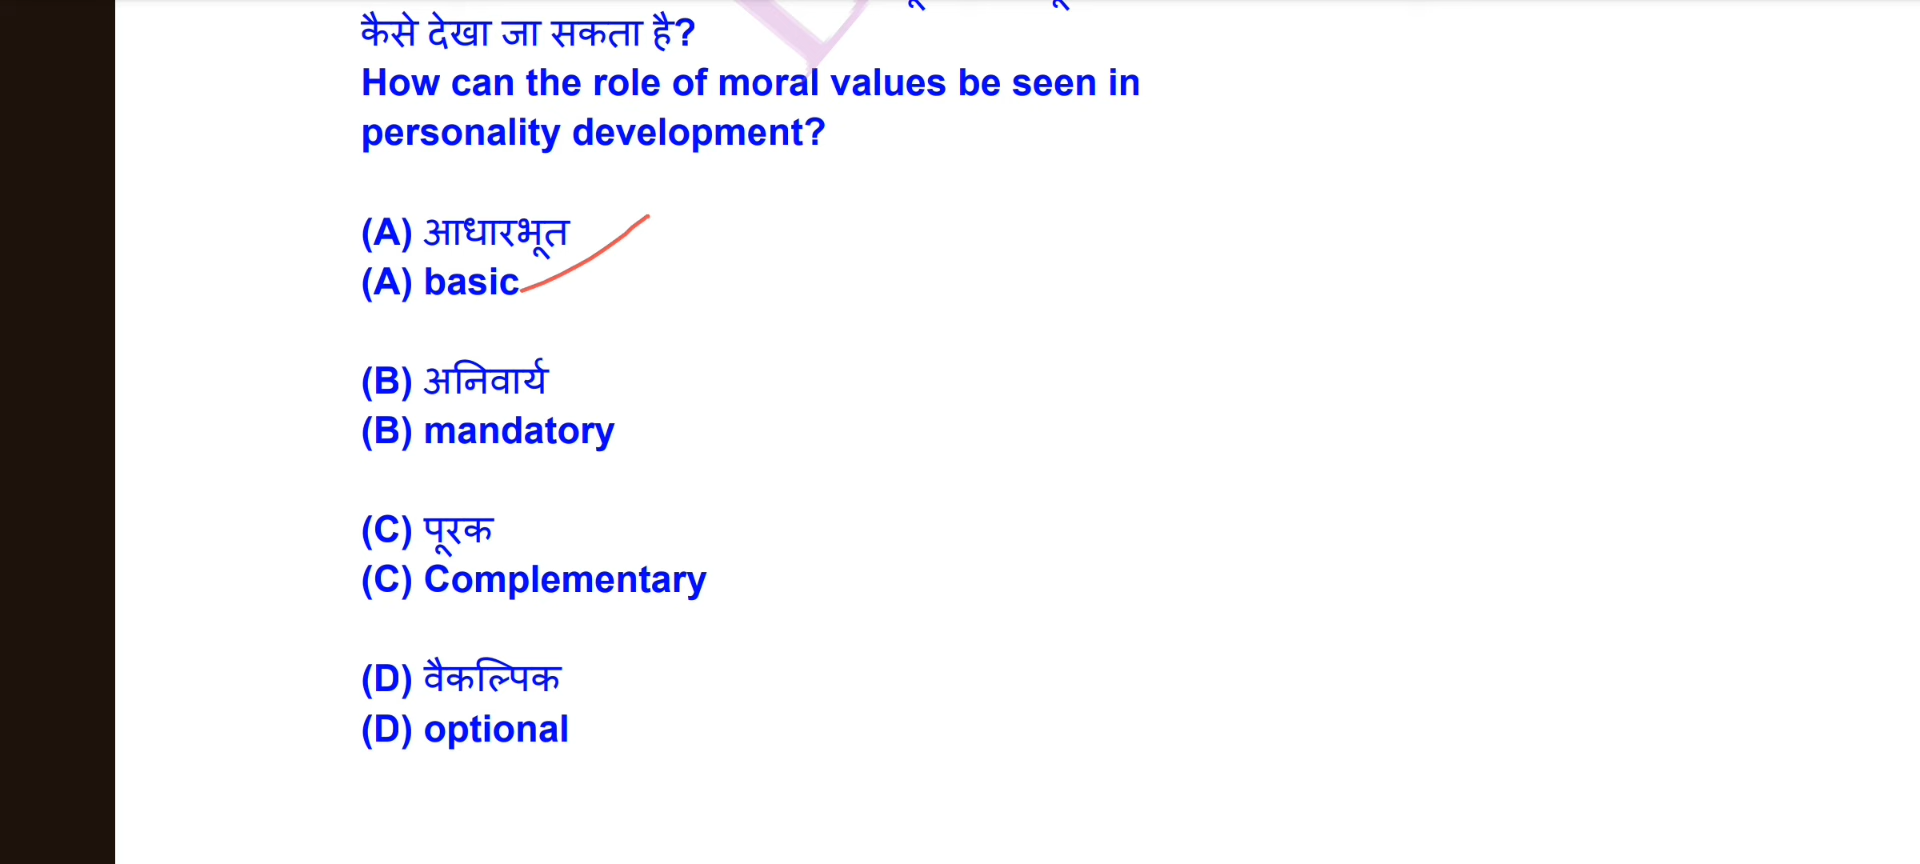 कैसे देखा जा सकता है?
How can the role of moral values be seen in
personality development?
(A) आधारभूत
(A) basic
(B) अनिवार्य
(B) mandatory
(C) पूरक
(C) Complementary
(D) वैकल्पिक
(D) optional